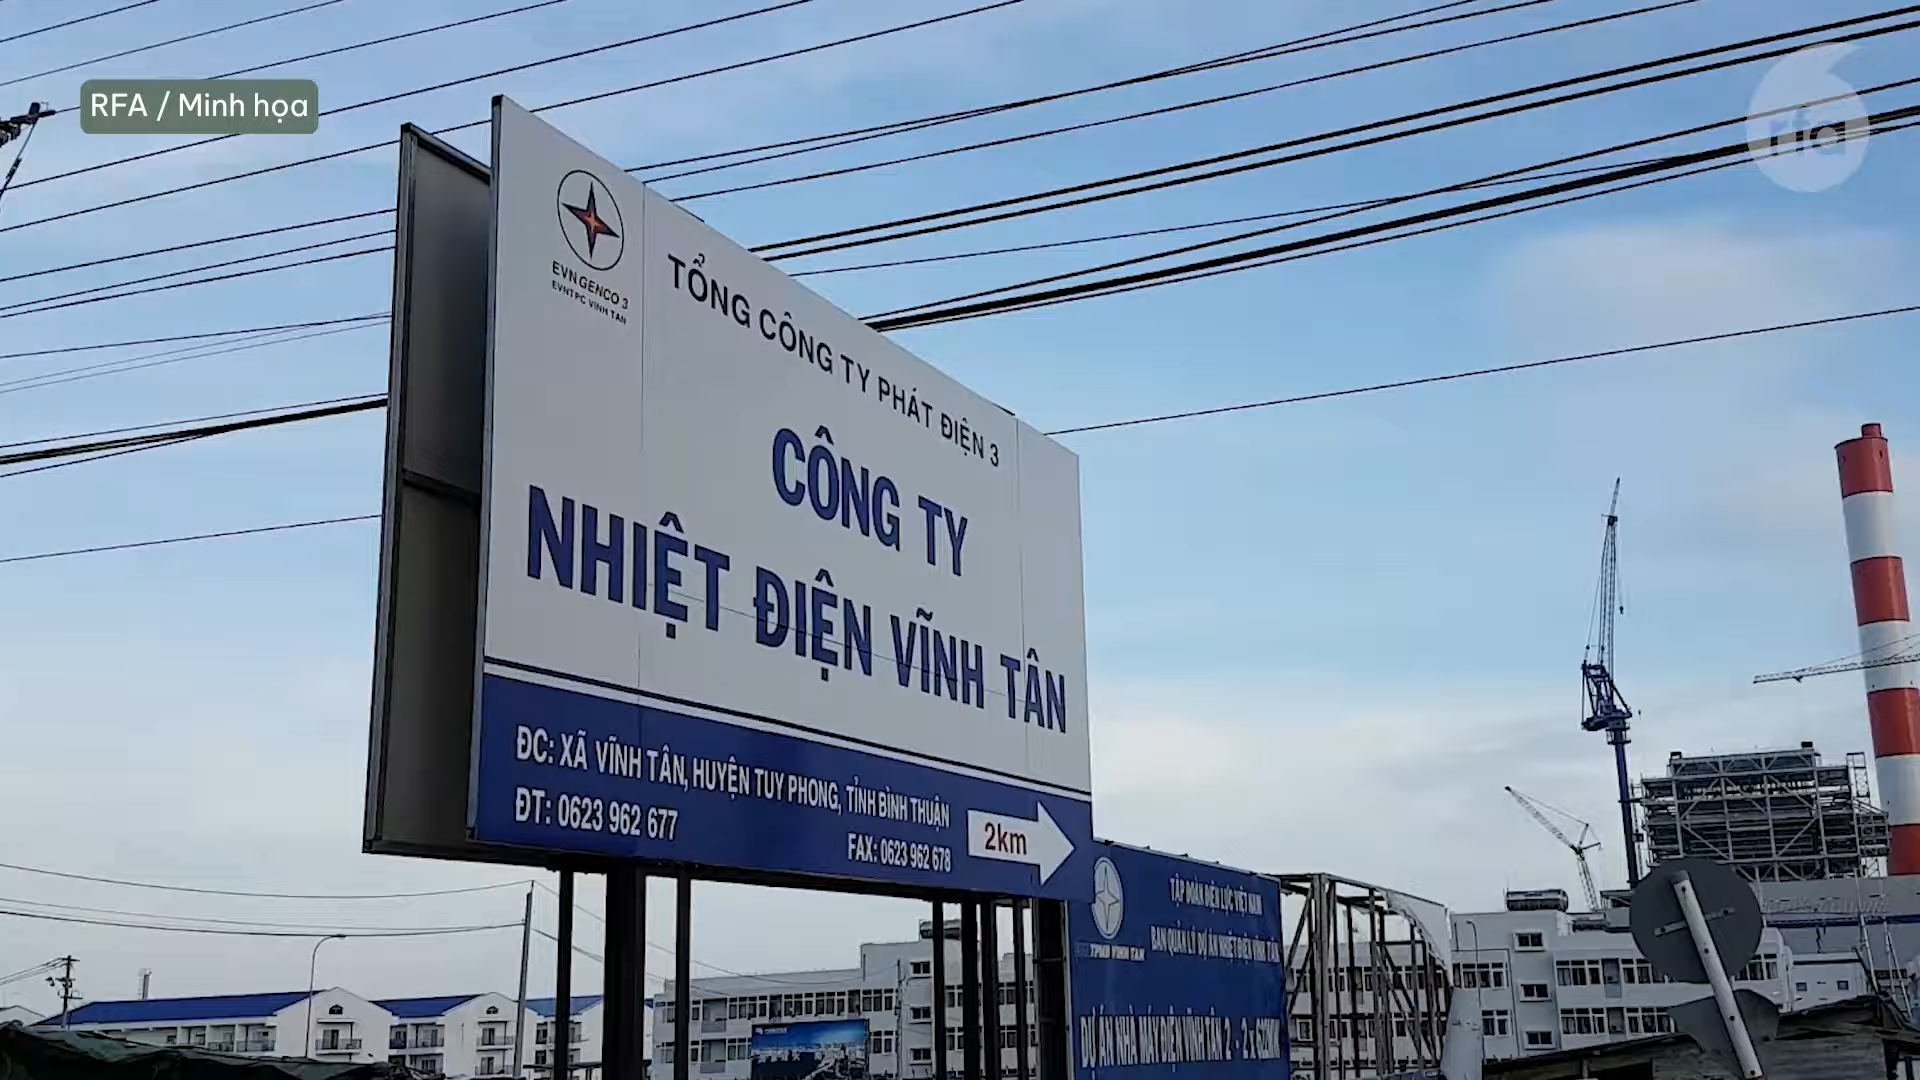 RFA / Minh họa
rfa
EVNGENCO 3
EVNTPC VĨNH TÂN
TỔNG CÔNG TY PHÁT ĐIỆN 3
CÔNG TY
NHIỆT ĐIỆN VĨNH TÂN
ĐC: XÃ VĨNH TÂN, HUYỆN TUY PHONG, TỈNH BÌNH THUẬN
ĐT: 0623 962 677
FAX: 0623 962 678
2km
TẬP ĐOÀN ĐIỆN LỰC VIỆT NAM
BAN QUẢN LÝ DỰ ÁN NHIỆT ĐIỆN VĨNH TÂN
DỰ ÁN NHÀ MÁY ĐIỆN VĨNH TÂN 2 - 2 x 622MW